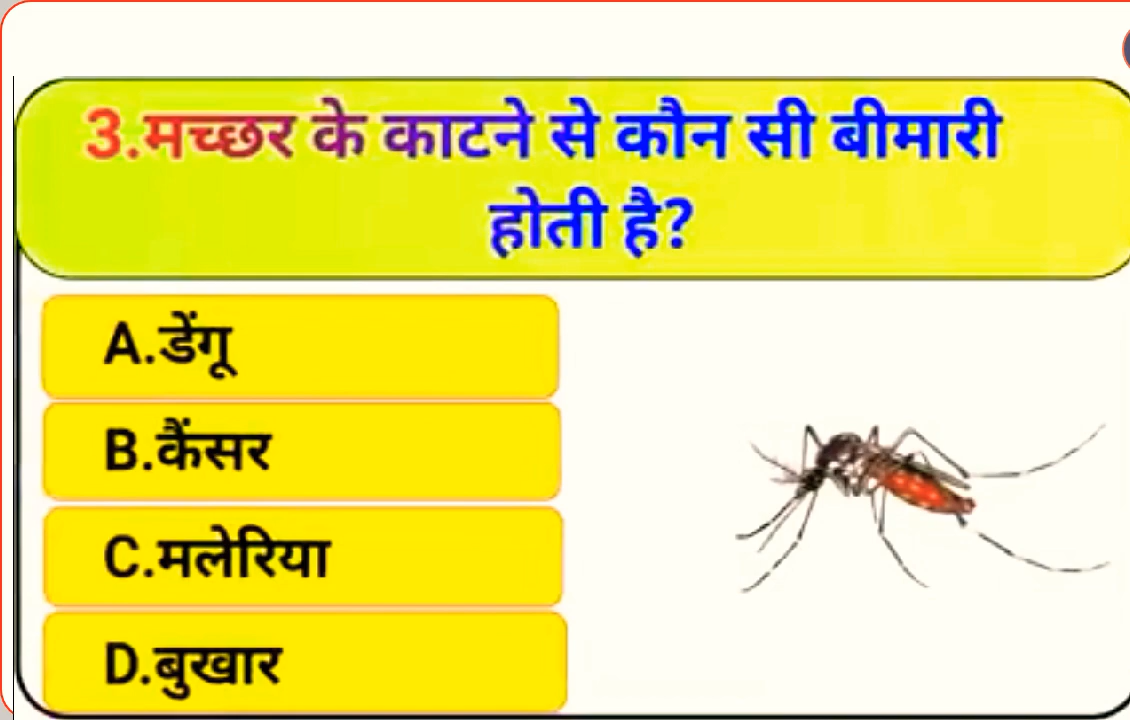 3.मच्छर के काटने से कौन सी बीमारी
होती है?
A.डेंगू
B.कैंसर
C.मलेरिया
D.बुखार